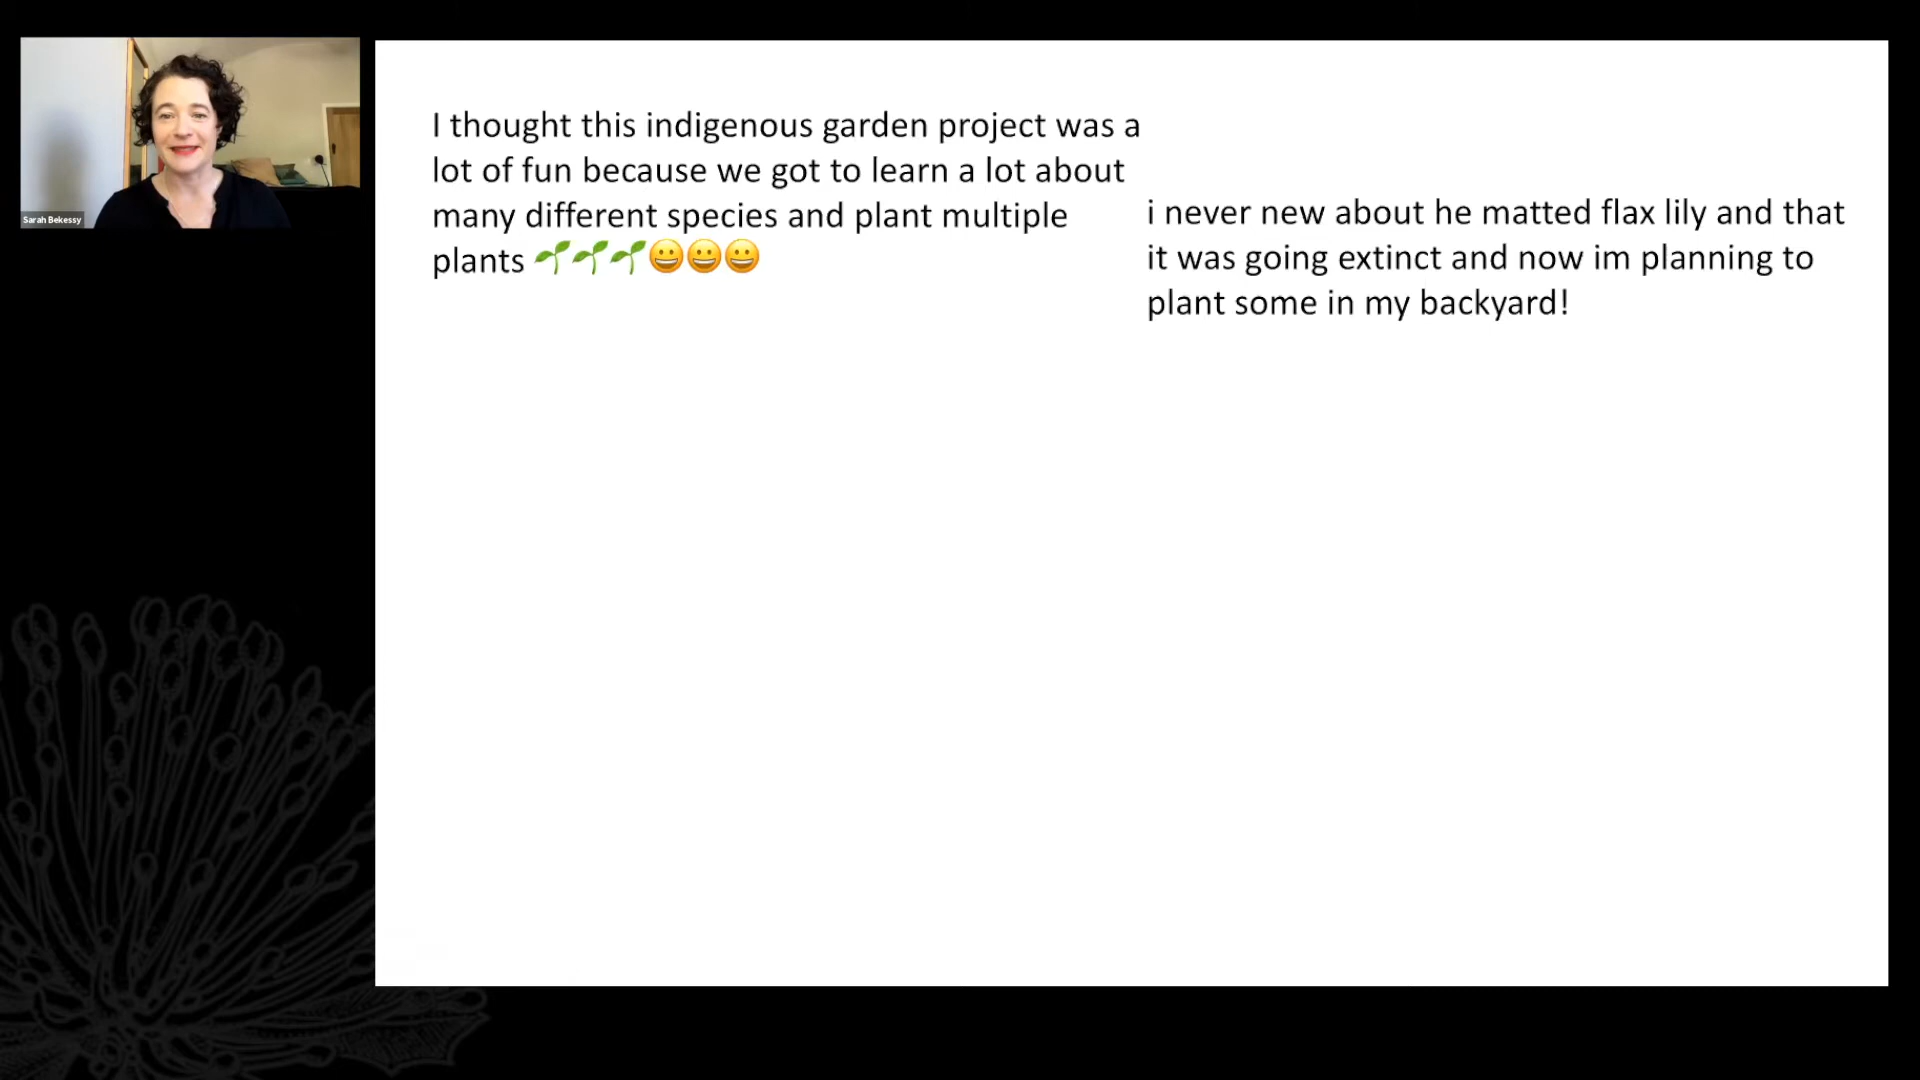 Sarah Bekessy
I thought this indigenous garden project was a
lot of fun because we got to learn a lot about
many different species and plant multiple
plants 🌱🌱🌱😀😀😀
i never new about he matted flax lily and that
it was going extinct and now im planning to
plant some in my backyard!